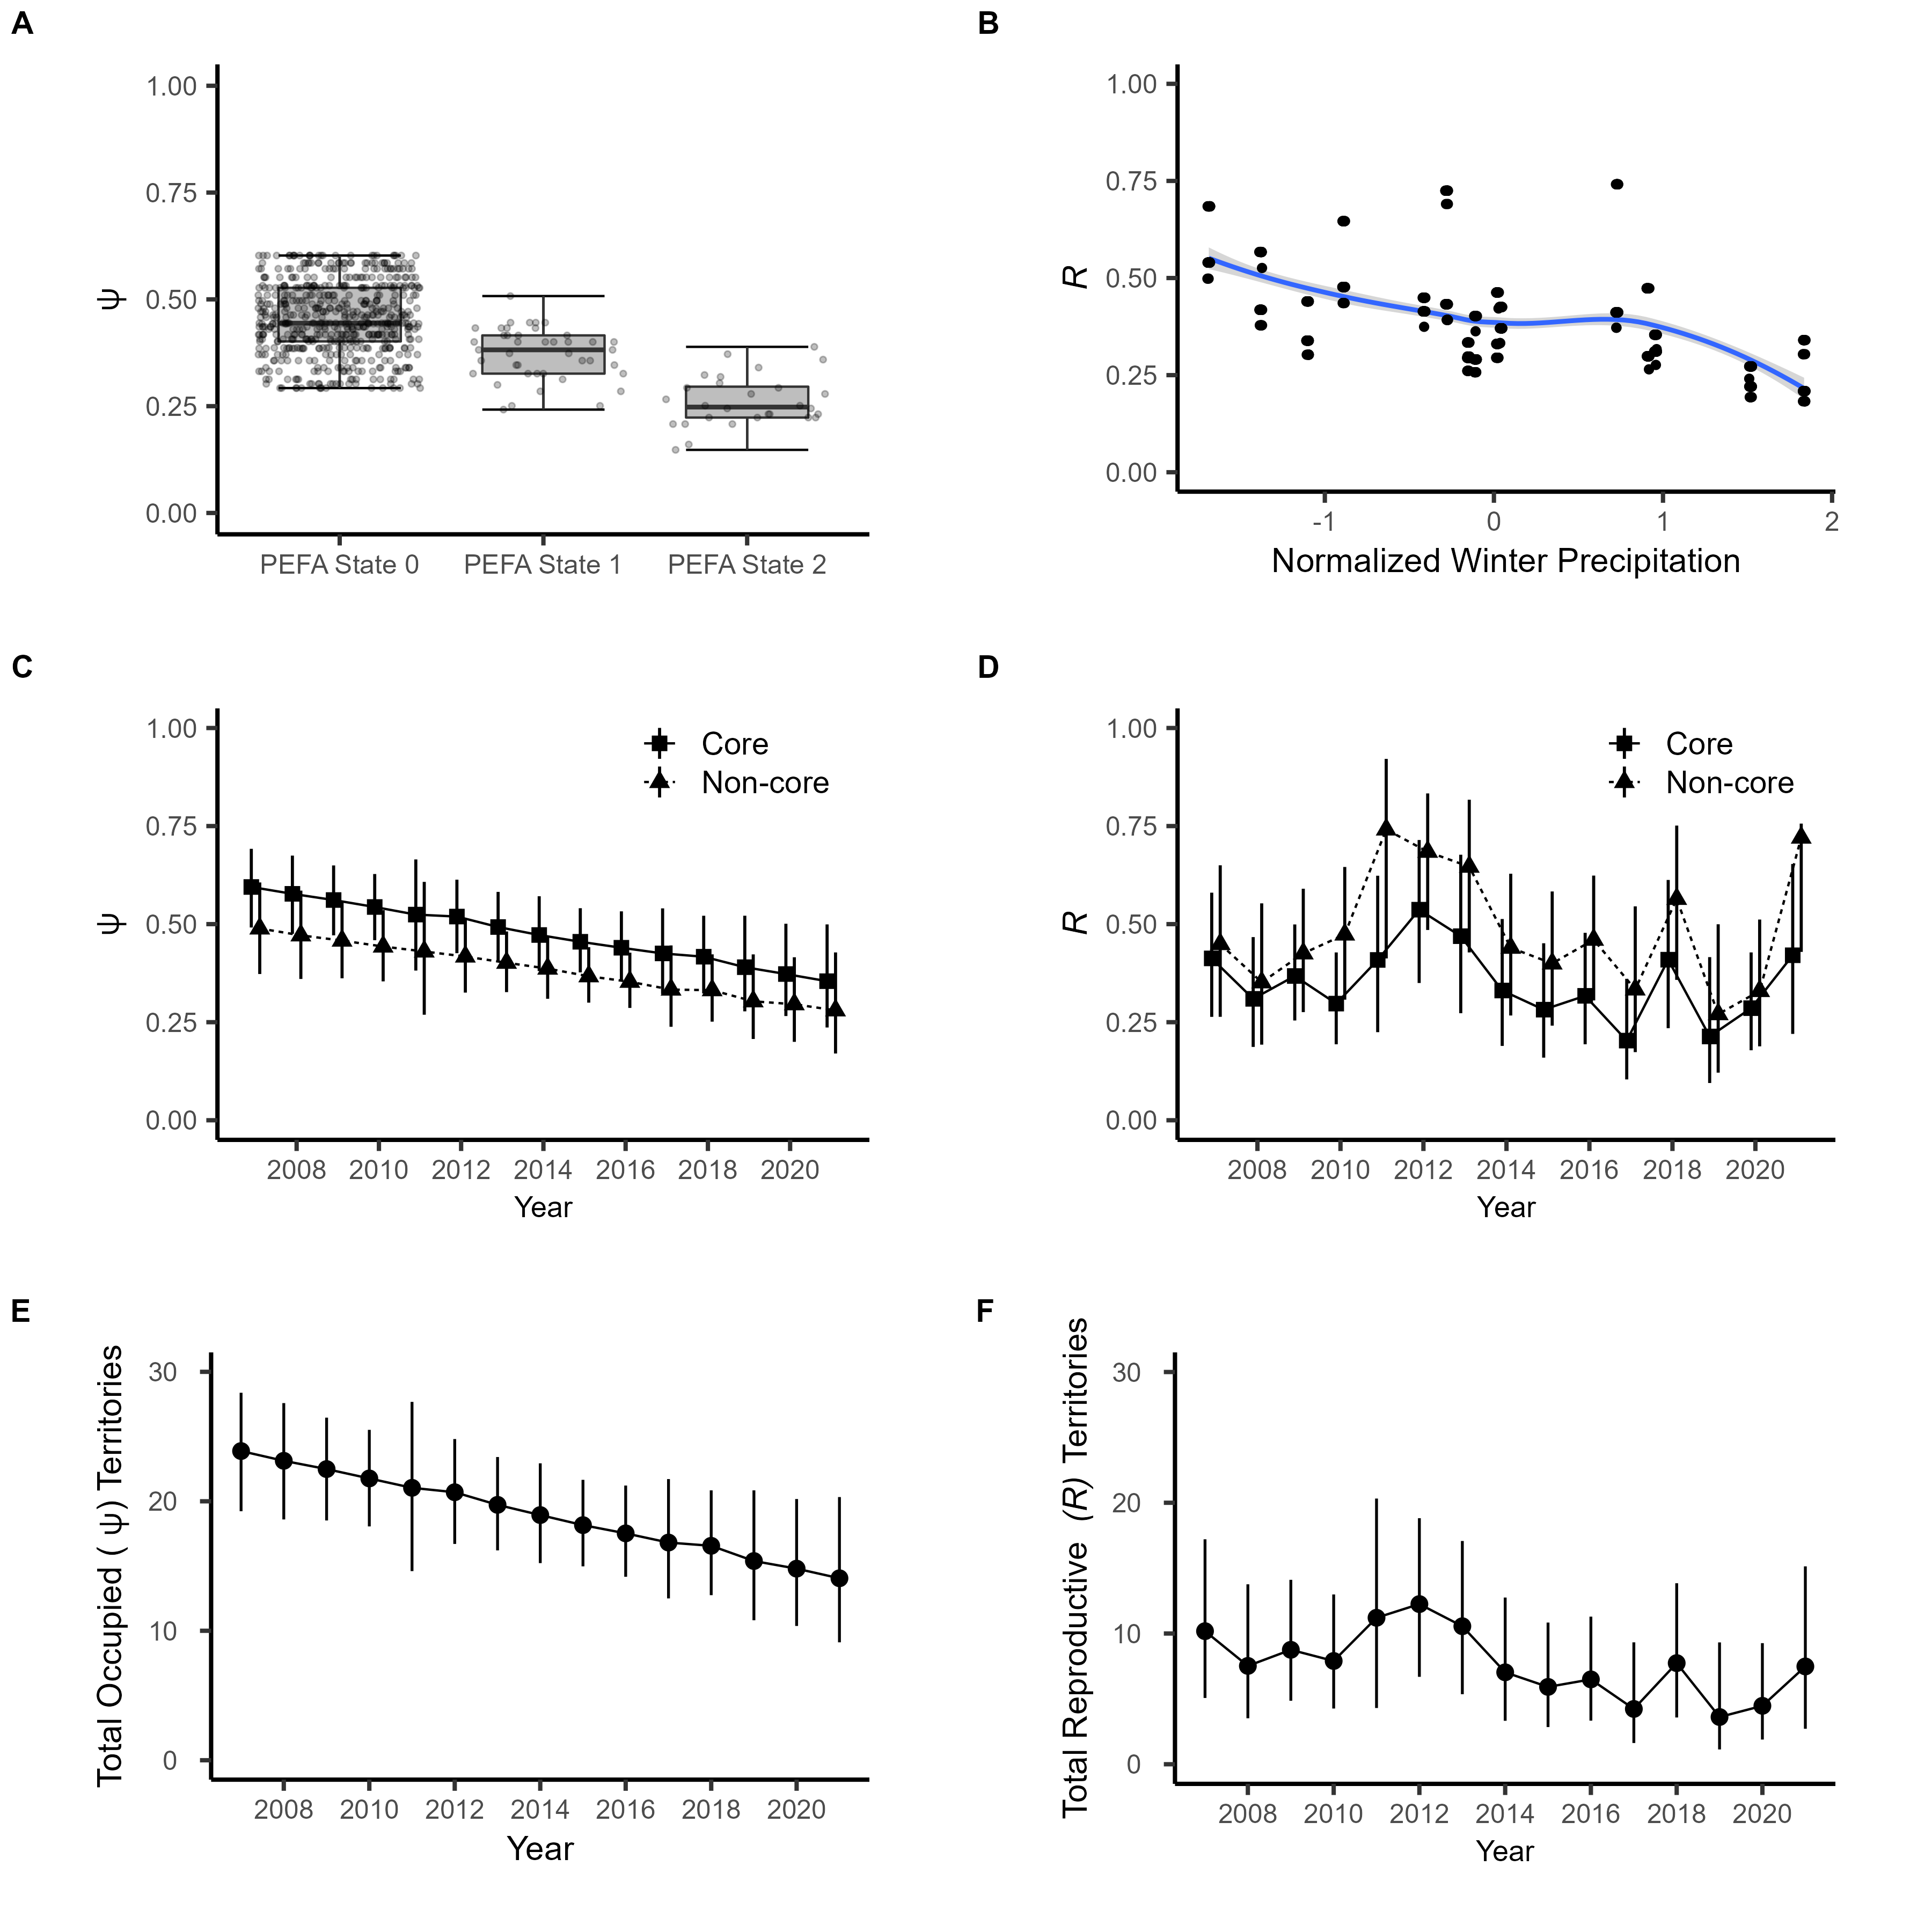 A
1.00
0.75
0.50
0.25
0.00
ψ
PEFA State 0 PEFA State 1 PEFA State 2
B
1.00
0.75
0.50
0.25
0.00
R
-1 0 1 2
Normalized Winter Precipitation
C
1.00
0.75
0.50
0.25
0.00
ψ
Core
Non-core
2008 2010 2012 2014 2016 2018 2020
Year
D
1.00
0.75
0.50
0.25
0.00
R
Core
Non-core
2008 2010 2012 2014 2016 2018 2020
Year
E
30
20
10
0
Total Occupied ( ψ) Territories
2008 2010 2012 2014 2016 2018 2020
Year
F
30
20
10
0
Total Reproductive (R) Territories
2008 2010 2012 2014 2016 2018 2020
Year